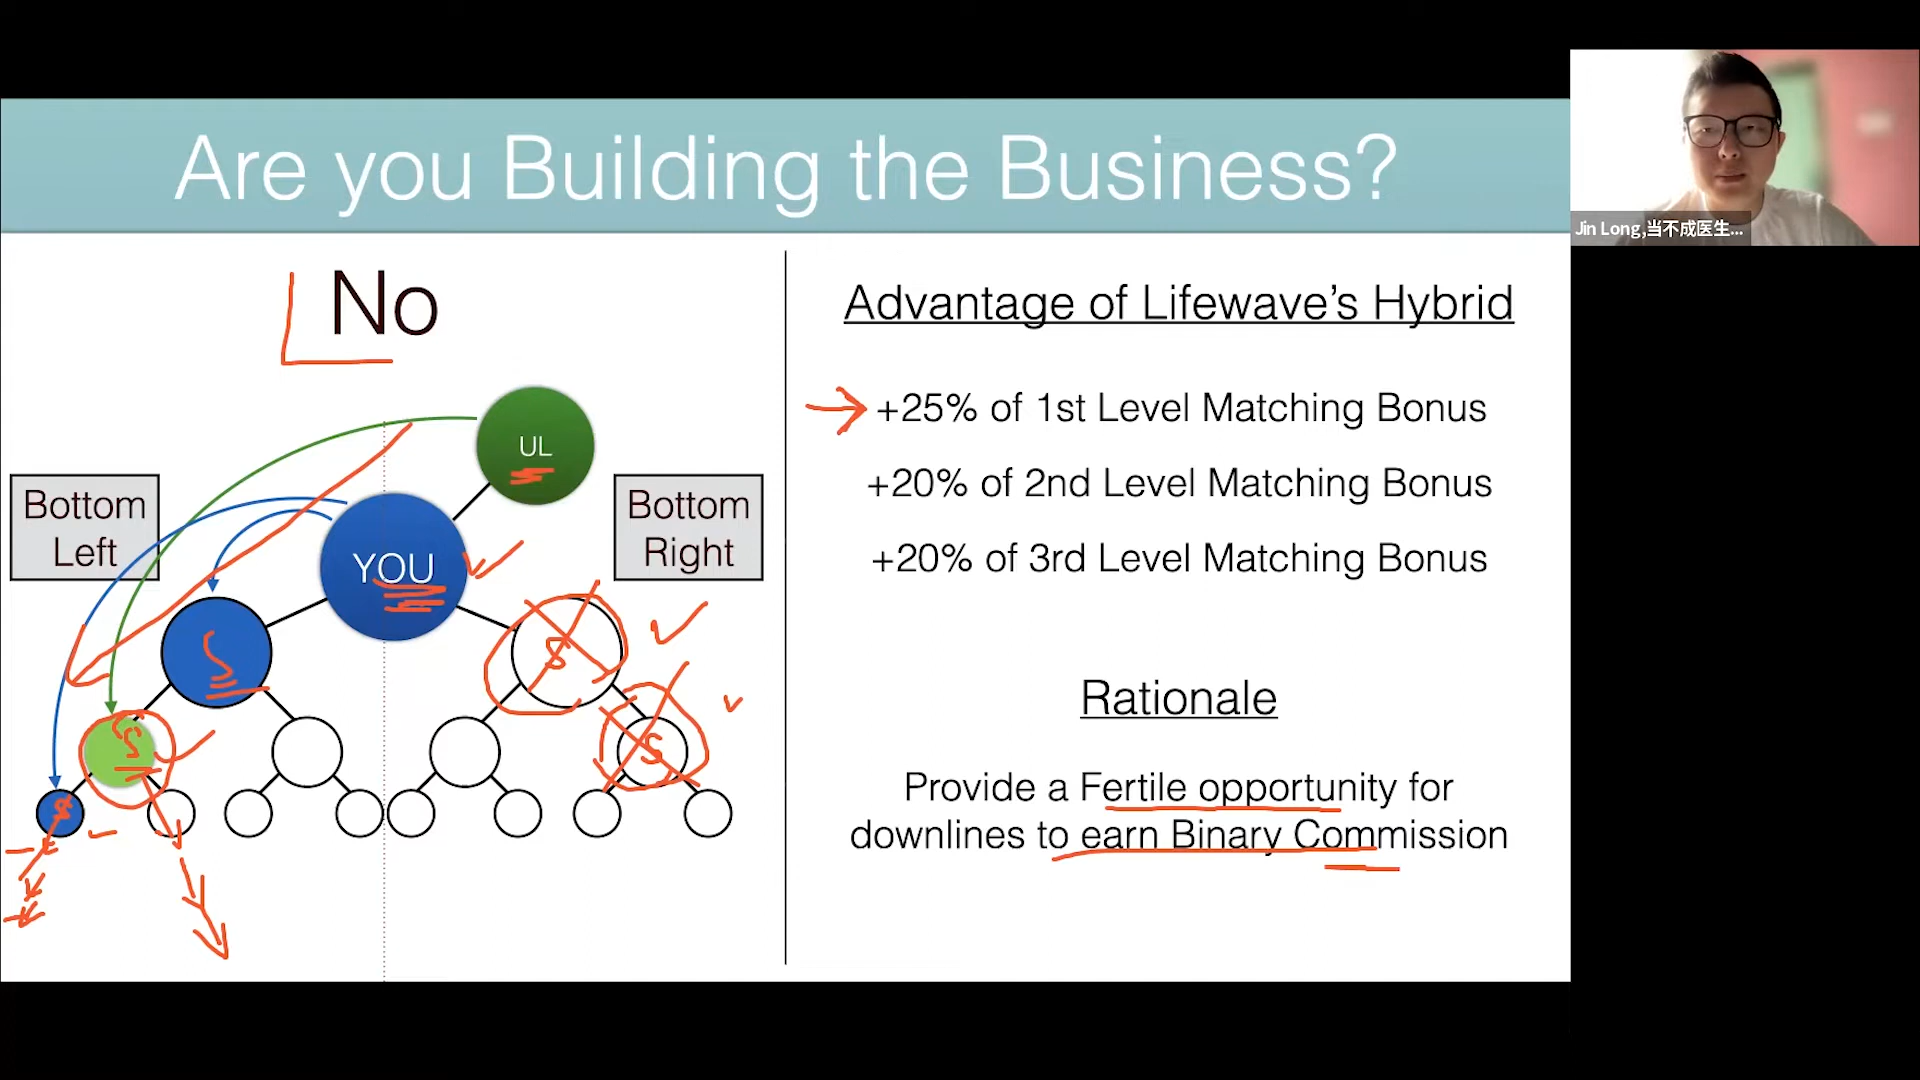 Are you Building the Business?
Jin Long,当不成医生...
No
UL
YOU
Bottom
Left
Bottom
Right
S
S
S
S
$
Advantage of Lifewave’s Hybrid
+25% of 1st Level Matching Bonus
+20% of 2nd Level Matching Bonus
+20% of 3rd Level Matching Bonus
Rationale
Provide a Fertile opportunity for
downlines to earn Binary Commission